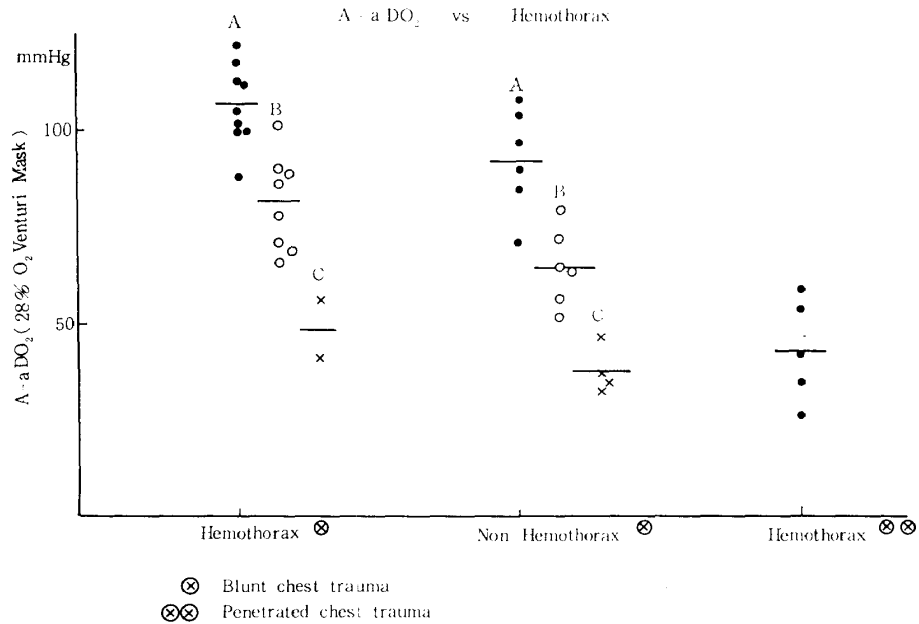 A-aDO₂ vs Hemothorax
mmHg
A-aDO₂ (28% O₂ Venturi Mask)
100
50
A
B
C
A
B
C
Hemothorax ⊗
Non Hemothorax ⊗
Hemothorax ⊗⊗
⊗ Blunt chest trauma
⊗⊗ Penetrated chest trauma